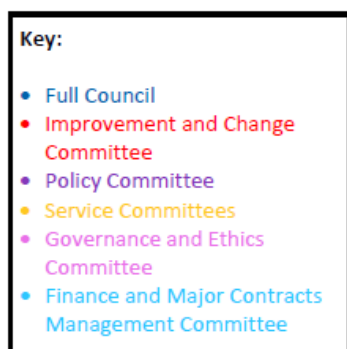 Key:
• Full Council
• Improvement and Change
Committee
• Policy Committee
• Service Committees
• Governance and Ethics
Committee
• Finance and Major Contracts
Management Committee